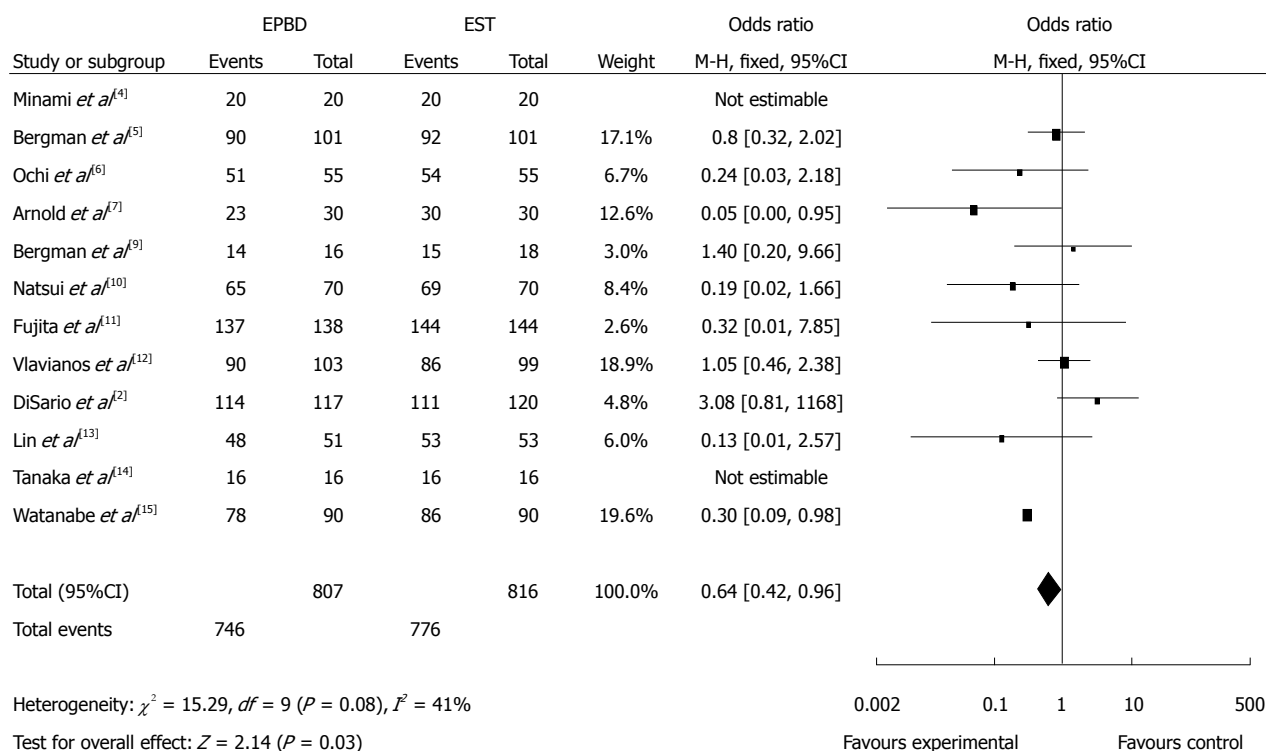 EPBD EST Odds ratio Odds ratio
Study or subgroup Events Total Events Total Weight M-H, fixed, 95%CI M-H, fixed, 95%CI
Minami et al[4] 20 20 20 20 Not estimable
Bergman et al[5] 90 101 92 101 17.1% 0.8 [0.32, 2.02]
Ochi et al[6] 51 55 54 55 6.7% 0.24 [0.03, 2.18]
Arnold et al[7] 23 30 30 30 12.6% 0.05 [0.00, 0.95]
Bergman et al[9] 14 16 15 18 3.0% 1.40 [0.20, 9.66]
Natsui et al[10] 65 70 69 70 8.4% 0.19 [0.02, 1.66]
Fujita et al[11] 137 138 144 144 2.6% 0.32 [0.01, 7.85]
Vlavianos et al[12] 90 103 86 99 18.9% 1.05 [0.46, 2.38]
DiSario et al[2] 114 117 111 120 4.8% 3.08 [0.81, 1168]
Lin et al[13] 48 51 53 53 6.0% 0.13 [0.01, 2.57]
Tanaka et al[14] 16 16 16 16 Not estimable
Watanabe et al[15] 78 90 86 90 19.6% 0.30 [0.09, 0.98]
Total (95%CI) 807 816 100.0% 0.64 [0.42, 0.96]
Total events 746 776
Heterogeneity: χ² = 15.29, df = 9 (P = 0.08), I² = 41%
0.002 0.1 1 10 500
Test for overall effect: Z = 2.14 (P = 0.03)
Favours experimental Favours control